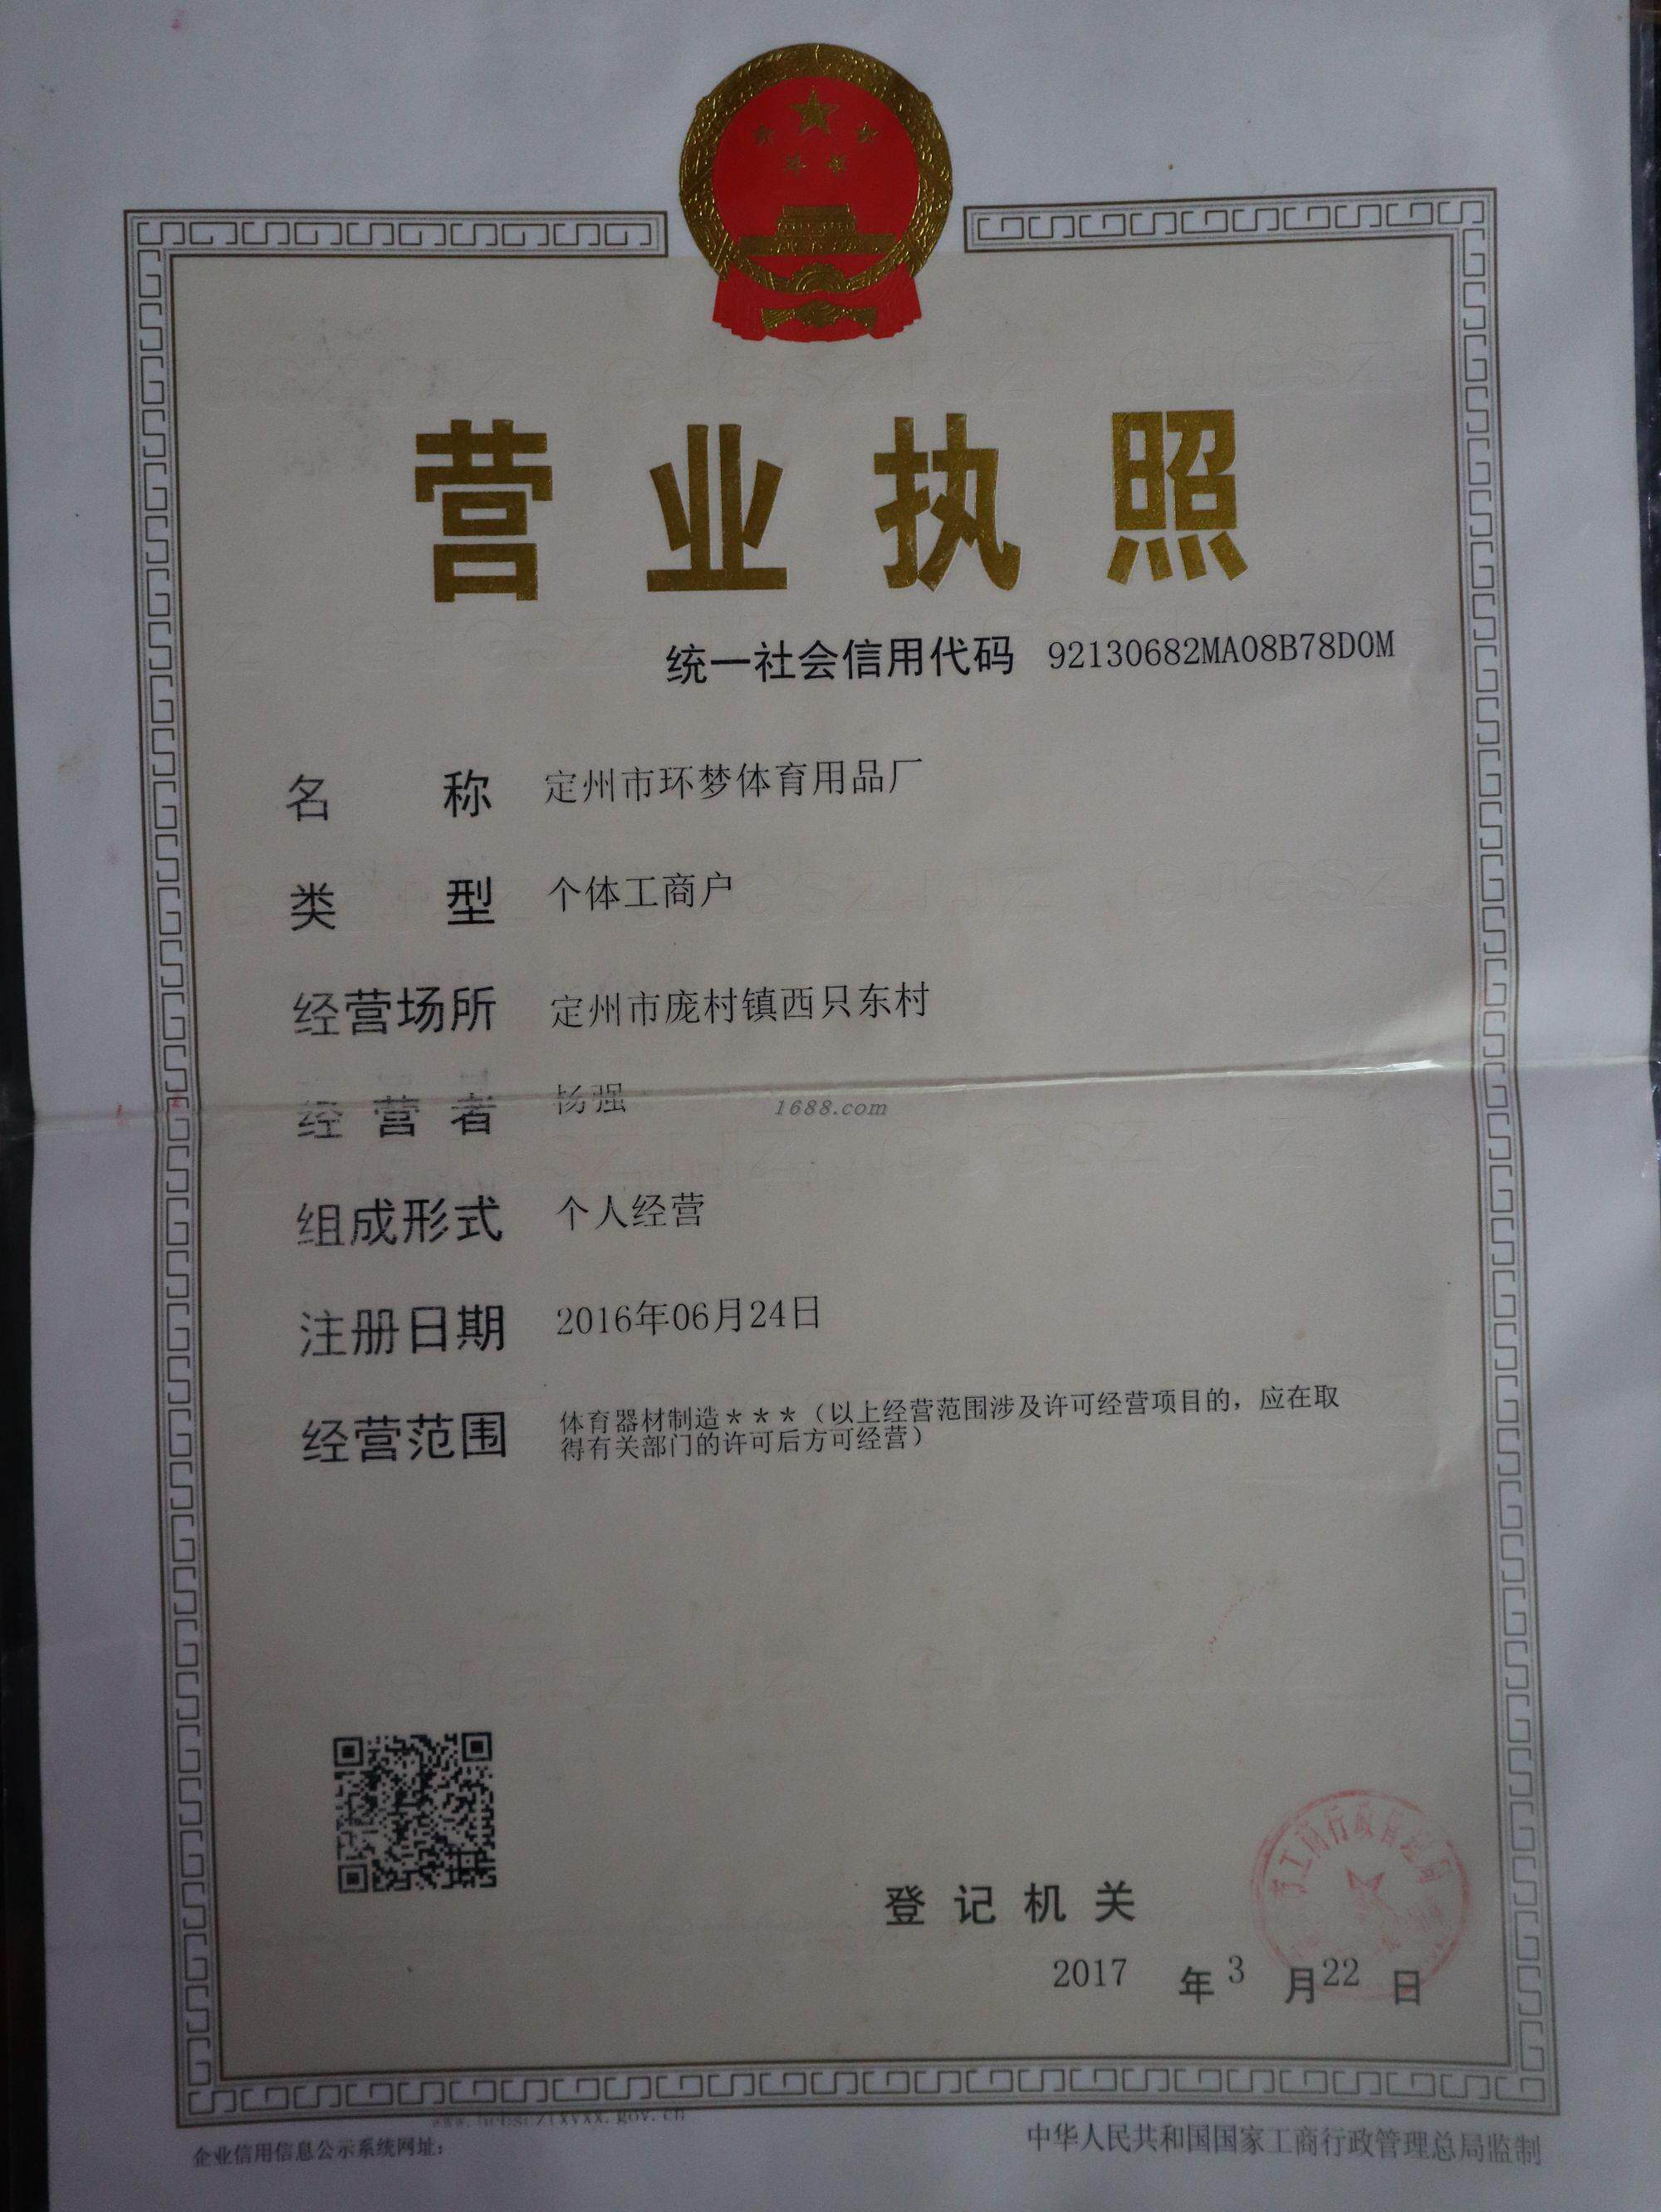 营业执照
统一社会信用代码 92130682MA08B78D0M
名称 定州市环梦体育用品厂
类型 个体工商户
经营场所 定州市庞村镇西只东村
经营者 杨强
1688.com
组成形式 个人经营
注册日期 2016年06月24日
经营范围 体育器材制造***（以上经营范围涉及许可经营项目的，应在取
得有关部门的许可后方可经营）
工商行政管理局
登记机关
2017 年 3 月 22 日
企业信用信息公示系统网址：
中华人民共和国国家工商行政管理总局监制